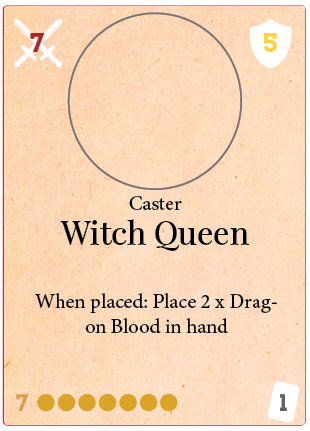 7 5
Caster
Witch Queen
When placed: Place 2 x Drag-
on Blood in hand
7 1